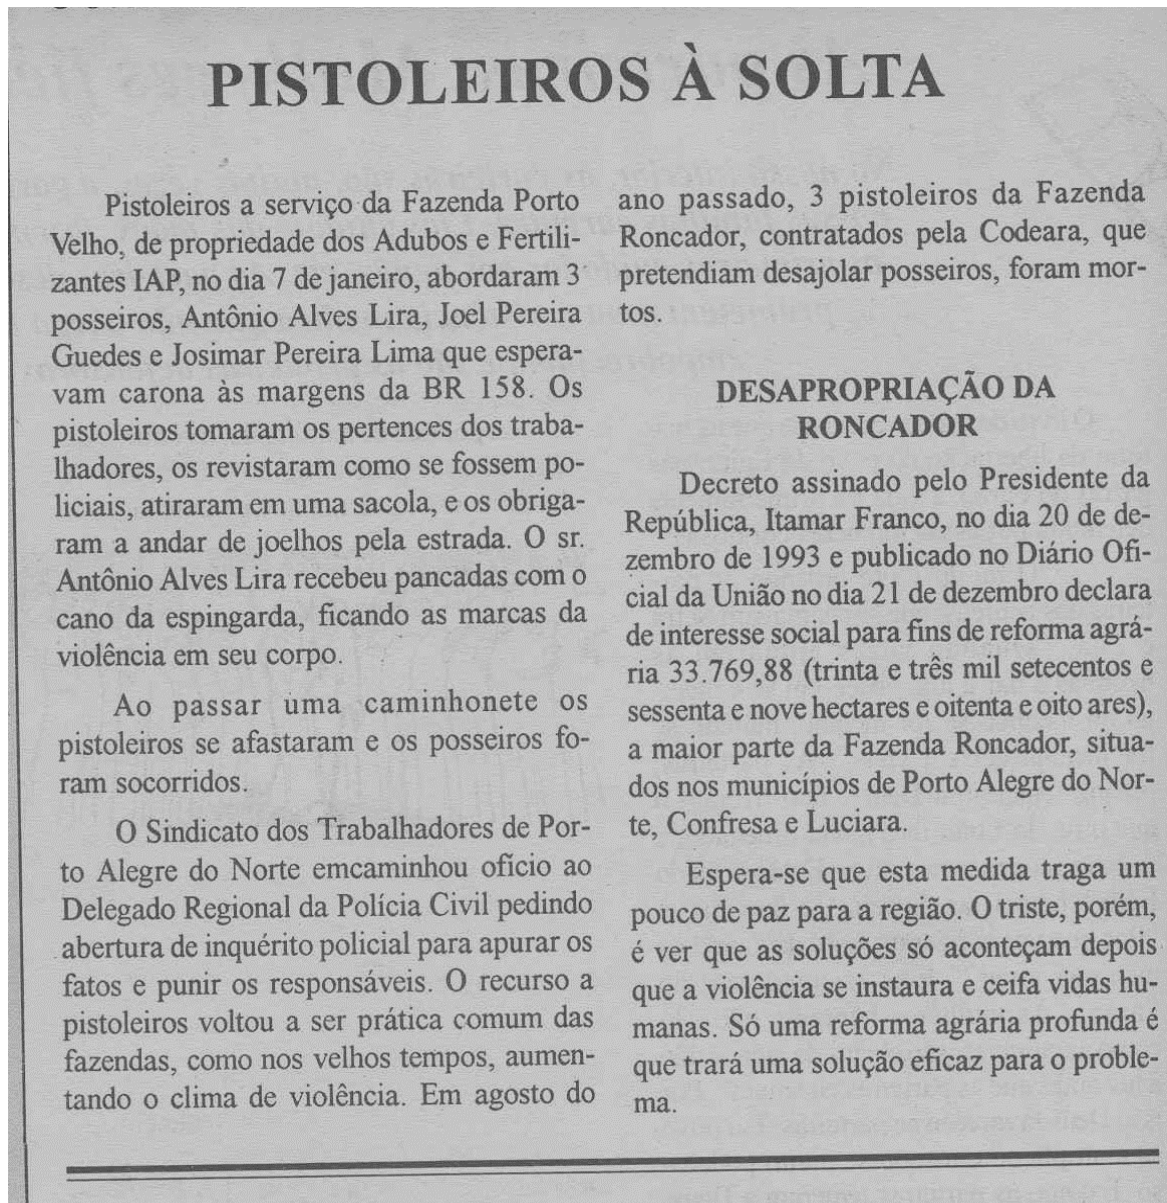 PISTOLEIROS À SOLTA
Pistoleiros a serviço da Fazenda Porto
Velho, de propriedade dos Adubos e Fertili-
zantes IAP, no dia 7 de janeiro, abordaram 3
posseiros, Antônio Alves Lira, Joel Pereira
Guedes e Josimar Pereira Lima que espera-
vam carona às margens da BR 158. Os
pistoleiros tomaram os pertences dos traba-
lhadores, os revistaram como se fossem po-
liciais, atiraram em uma sacola, e os obriga-
ram a andar de joelhos pela estrada. O sr.
Antônio Alves Lira recebeu pancadas com o
cano da espingarda, ficando as marcas da
violência em seu corpo.
Ao passar uma caminhonete os
pistoleiros se afastaram e os posseiros fo-
ram socorridos.
O Sindicato dos Trabalhadores de Por-
to Alegre do Norte emcaminhou ofício ao
Delegado Regional da Polícia Civil pedindo
abertura de inquérito policial para apurar os
fatos e punir os responsáveis. O recurso a
pistoleiros voltou a ser prática comum das
fazendas, como nos velhos tempos, aumen-
tando o clima de violência. Em agosto do
ano passado, 3 pistoleiros da Fazenda
Roncador, contratados pela Codeara, que
pretendiam desajolar posseiros, foram mor-
tos.
DESAPROPRIAÇÃO DA
RONCADOR
Decreto assinado pelo Presidente da
República, Itamar Franco, no dia 20 de de-
zembro de 1993 e publicado no Diário Ofi-
cial da União no dia 21 de dezembro declara
de interesse social para fins de reforma agrá-
ria 33.769,88 (trinta e três mil setecentos e
sessenta e nove hectares e oitenta e oito ares),
a maior parte da Fazenda Roncador, situa-
dos nos municípios de Porto Alegre do Nor-
te, Confresa e Luciara.
Espera-se que esta medida traga um
pouco de paz para a região. O triste, porém,
é ver que as soluções só aconteçam depois
que a violência se instaura e ceifa vidas hu-
manas. Só uma reforma agrária profunda é
que trará uma solução eficaz para o proble-
ma.